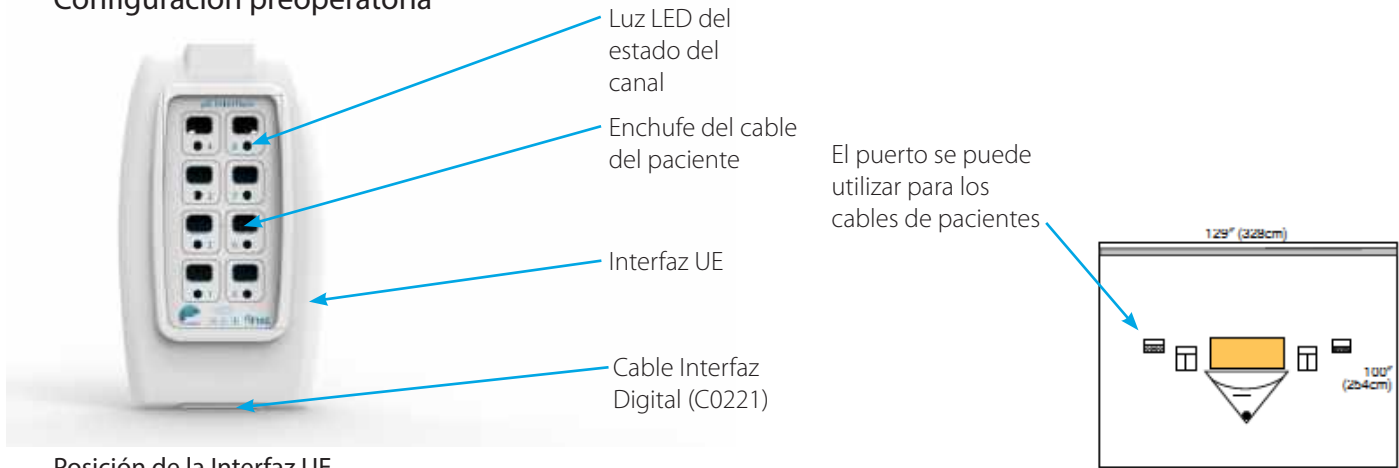 Configuración preoperatoria
Luz LED del
estado del
canal
Enchufe del cable
del paciente
Interfaz UE
Cable Interfaz
Digital (C0221)
El puerto se puede
utilizar para los
cables de pacientes
129" (328cm)
100"
(254cm)
Posición de la Interfaz UE